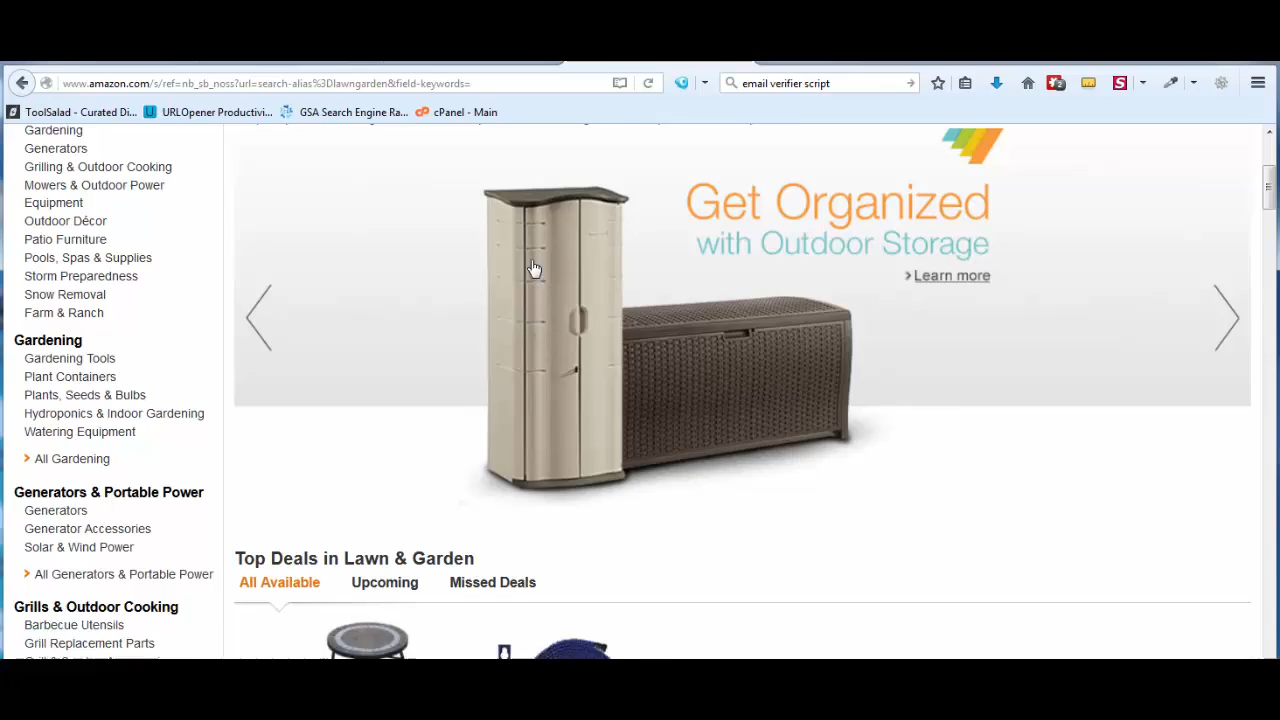 www.amazon.com/s/ref=nb_sb_noss?url=search-alias%3Dlawngarden&field-keywords=
email verifier script
2
S
ToolSalad - Curated Di...
URLOpener Productivi...
GSA Search Engine Ra...
cP cPanel - Main
Gardening
Generators
Grilling & Outdoor Cooking
Mowers & Outdoor Power
Equipment
Outdoor Décor
Patio Furniture
Pools, Spas & Supplies
Storm Preparedness
Snow Removal
Farm & Ranch
Gardening
Gardening Tools
Plant Containers
Plants, Seeds & Bulbs
Hydroponics & Indoor Gardening
Watering Equipment
All Gardening
Generators & Portable Power
Generators
Generator Accessories
Solar & Wind Power
All Generators & Portable Power
Grills & Outdoor Cooking
Barbecue Utensils
Grill Replacement Parts
Get Organized
with Outdoor Storage
Learn more
Top Deals in Lawn & Garden
All Available
Upcoming
Missed Deals